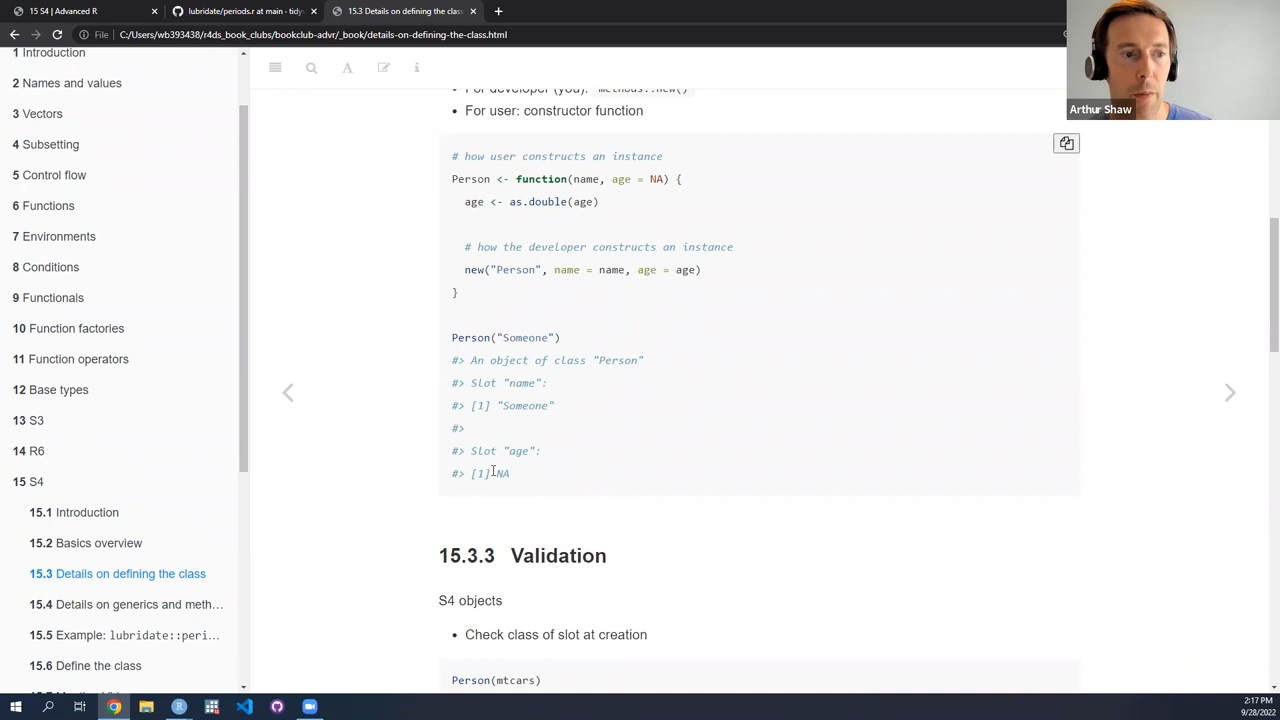 15 S4 | Advanced R
lubridate/periods.r at main · tidy
15.3 Details on defining the clas
File
C:/Users/wb393438/r4ds_book_clubs/bookclub-advr/_book/details-on-defining-the-class.html
Arthur Shaw
1 Introduction
2 Names and values
3 Vectors
4 Subsetting
5 Control flow
6 Functions
7 Environments
8 Conditions
9 Functionals
10 Function factories
11 Function operators
12 Base types
13 S3
14 R6
15 S4
15.1 Introduction
15.2 Basics overview
15.3 Details on defining the class
15.4 Details on generics and meth…
15.5 Example: lubridate::peri…
15.6 Define the class
• For developer (you): methods::new()
• For user: constructor function
# how user constructs an instance
Person <- function(name, age = NA) {
age <- as.double(age)
# how the developer constructs an instance
new("Person", name = name, age = age)
}
Person("Someone")
#> An object of class "Person"
#> Slot "name":
#> [1] "Someone"
#>
#> Slot "age":
#> [1] NA
15.3.3 Validation
S4 objects
• Check class of slot at creation
Person(mtcars)
2:17 PM
9/28/2022